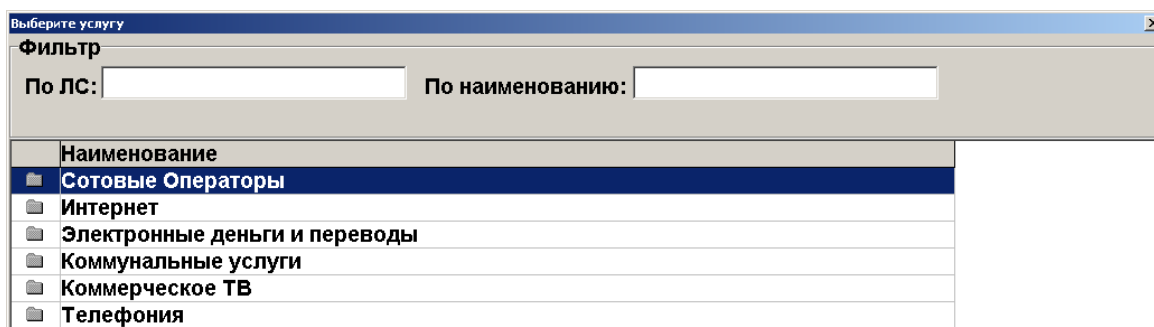 Выберите услугу
Фильтр
По ЛС: По наименованию:
Наименование
Сотовые Операторы
Интернет
Электронные деньги и переводы
Коммунальные услуги
Коммерческое ТВ
Телефония